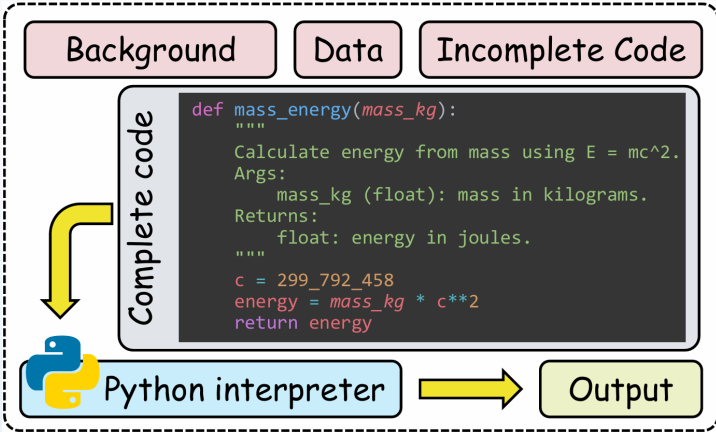 Background
Data
Incomplete Code
Complete code
def mass_energy(mass_kg):
"""
Calculate energy from mass using E = mc^2.
Args:
mass_kg (float): mass in kilograms.
Returns:
float: energy in joules.
"""
c = 299_792_458
energy = mass_kg * c**2
return energy
Python interpreter
Output